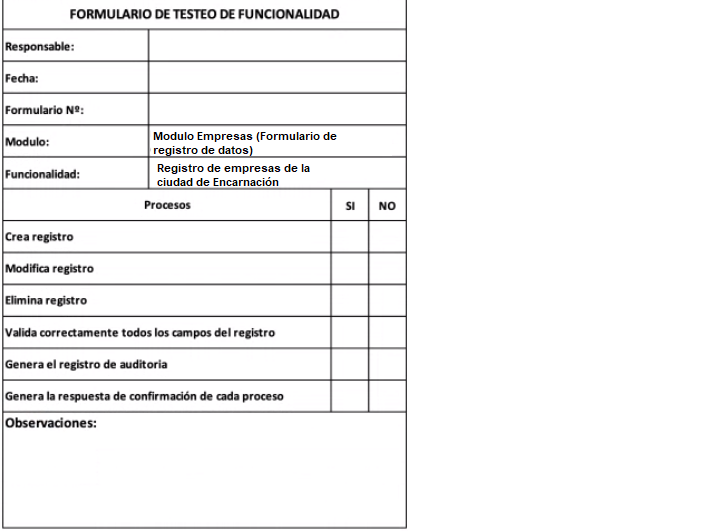 FORMULARIO DE TESTEO DE FUNCIONALIDAD
Responsable:
Fecha:
Formulario Nº:
Modulo: Modulo Empresas (Formulario de
registro de datos)
Funcionalidad: Registro de empresas de la
ciudad de Encarnación
Procesos SI NO
Crea registro
Modifica registro
Elimina registro
Valida correctamente todos los campos del registro
Genera el registro de auditoria
Genera la respuesta de confirmación de cada proceso
Observaciones: